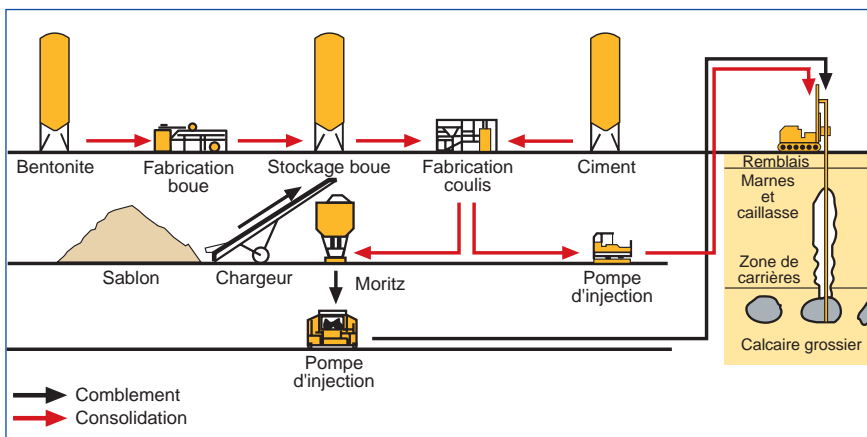 Bentonite
Fabrication
boue
Stockage boue
Fabrication
coulis
Ciment
Remblais
Marnes
et
caillasse
Zone de
carrières
Calcaire grossier
Sablon
Chargeur
Moritz
Pompe
d'injection
Pompe
d'injection
Comblement
Consolidation